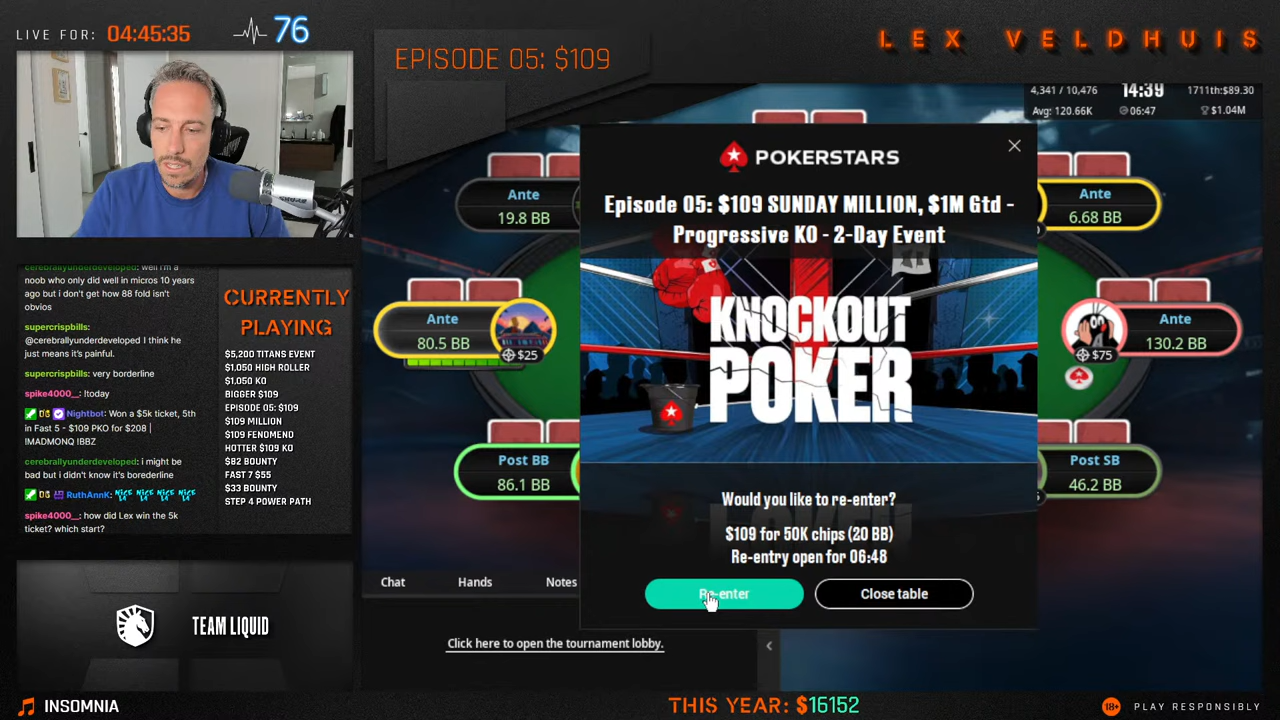 LIVE FOR: 04:45:35
76
EPISODE 05: $109
LEX VELDHUIS
4,341 / 10,476
14:39
1711th:$89.30
Avg: 120.66K
06:47
$1.04M
POKERSTARS
Episode 05: $109 SUNDAY MILLION, $1M Gtd -
Progressive KO - 2-Day Event
KNOCKOUT
POKER
Would you like to re-enter?
$109 for 50K chips (20 BB)
Re-entry open for 06:48
Re-enter
Close table
Ante
19.8 BB
Ante
6.68 BB
Ante
80.5 BB
$25
Ante
130.2 BB
$75
Post BB
86.1 BB
Post SB
46.2 BB
Chat
Hands
Notes
Click here to open the tournament lobby.
cerebrallyunderdeveloped: well i'm a
noob who only did well in micros 10 years
ago but i don't get how 88 fold isn't
obvios
supercrispbills:
@cerebrallyunderdeveloped I think he
just means it's painful.
supercrispbills: very borderline
spike4000__: !today
Nightbot: Won a $5k ticket, 5th
in Fast 5 - $109 PKO for $208 |
!MADMONQ !BBZ
cerebrallyunderdeveloped: i might be
bad but i didn't know it's borederline
RuthAnnK: NICE NICE NICE NICE
spike4000__: how did Lex win the 5k
ticket? which start?
CURRENTLY
PLAYING
$5,200 TITANS EVENT
$1,050 HIGH ROLLER
$1,050 KO
BIGGER $109
EPISODE 05: $109
$109 MILLION
$109 FENOMENO
HOTTER $109 KO
$82 BOUNTY
FAST 7 $55
$33 BOUNTY
STEP 4 POWER PATH
TEAM LIQUID
INSOMNIA
THIS YEAR: $16152
18+ PLAY RESPONSIBLY